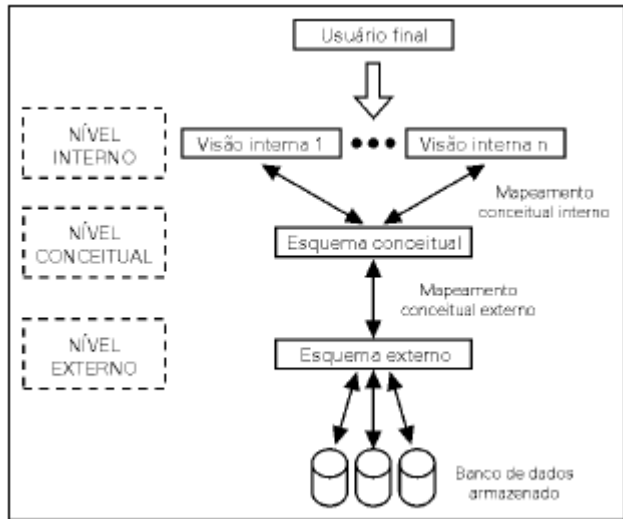 Usuário final
NÍVEL
INTERNO
Visão interna 1
Visão interna n
Mapeamento
conceitual interno
NÍVEL
CONCEITUAL
Esquema conceitual
Mapeamento
conceitual externo
NÍVEL
EXTERNO
Esquema externo
Banco de dados
armazenado